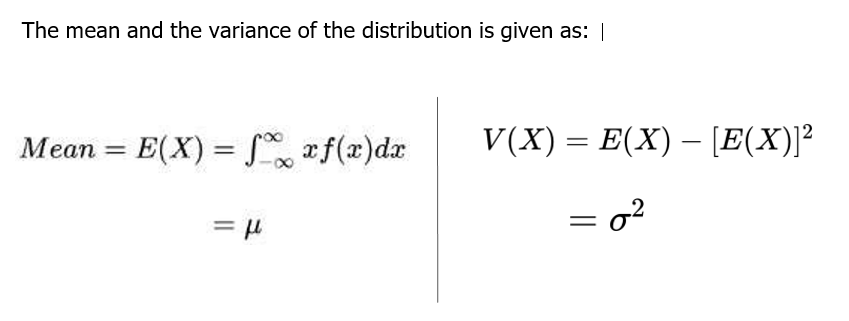 The mean and the variance of the distribution is given as: |
Mean = E(X) = ∫_{-∞}^{∞} xf(x)dx
= μ
V(X) = E(X) − [E(X)]²
= σ²